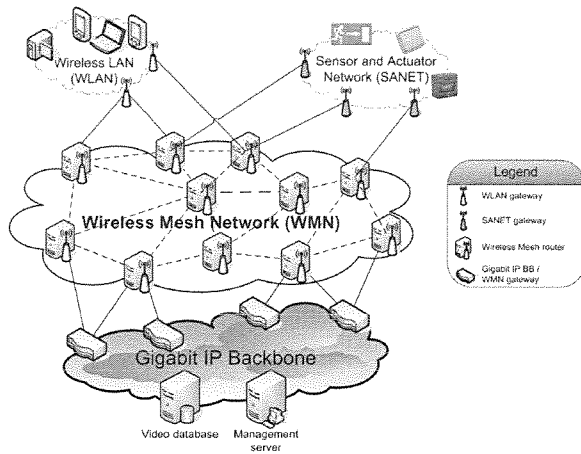 Wireless LAN
(WLAN)
Sensor and Actuator
Network (SANET)
Wireless Mesh Network (WMN)
Gigabit IP Backbone
Video database
Management
server
Legend
WLAN gateway
SANET gateway
Wireless Mesh router
Gigabit IP BB /
WMN gateway